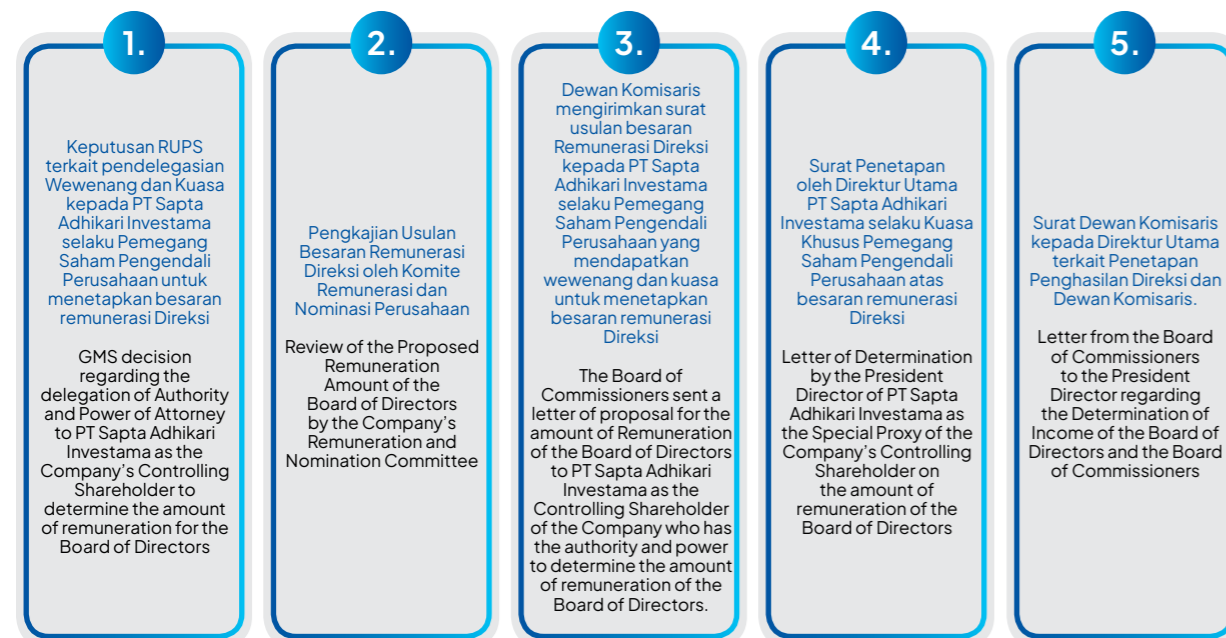 1.
Keputusan RUPS
terkait pendelegasian
Wewenang dan Kuasa
kepada PT Sapta
Adhikari Investama
selaku Pemegang
Saham Pengendali
Perusahaan untuk
menetapkan besaran
remunerasi Direksi
GMS decision
regarding the
delegation of Authority
and Power of Attorney
to PT Sapta Adhikari
Investama as the
Company's Controlling
Shareholder to
determine the amount
of remuneration for the
Board of Directors
2.
Pengkajian Usulan
Besaran Remunerasi
Direksi oleh Komite
Remunerasi dan
Nominasi Perusahaan
Review of the Proposed
Remuneration
Amount of the
Board of Directors
by the Company's
Remuneration and
Nomination Committee
3.
Dewan Komisaris
mengirimkan surat
usulan besaran
Remunerasi Direksi
kepada PT Sapta
Adhikari Investama
selaku Pemegang
Saham Pengendali
Perusahaan yang
mendapatkan
wewenang dan kuasa
untuk menetapkan
besaran remunerasi
Direksi
The Board of
Commissioners sent a
letter of proposal for the
amount of Remuneration
of the Board of Directors
to PT Sapta Adhikari
Investama as the
Controlling Shareholder
of the Company who has
the authority and power
to determine the amount
of remuneration of the
Board of Directors.
4.
Surat Penetapan
oleh Direktur Utama
PT Sapta Adhikari
Investama selaku Kuasa
Khusus Pemegang
Saham Pengendali
Perusahaan atas
besaran remunerasi
Direksi
Letter of Determination
by the President
Director of PT Sapta
Adhikari Investama as
the Special Proxy of the
Company's Controlling
Shareholder on
the amount of
remuneration of the
Board of Directors
5.
Surat Dewan Komisaris
kepada Direktur Utama
terkait Penetapan
Penghasilan Direksi dan
Dewan Komisaris.
Letter from the Board
of Commissioners
to the President
Director regarding
the Determination of
Income of the Board of
Directors and the Board
of Commissioners